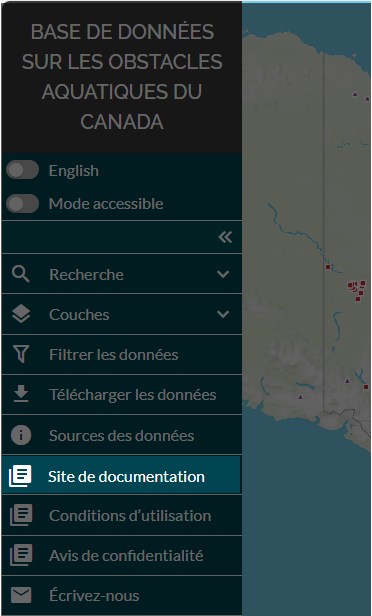 BASE DE DONNÉES
SUR LES OBSTACLES
AQUATIQUES DU
CANADA
English
Mode accessible
Recherche
Couches
Filtrer les données
Télécharger les données
Sources des données
Site de documentation
Conditions d'utilisation
Avis de confidentialité
Écrivez-nous